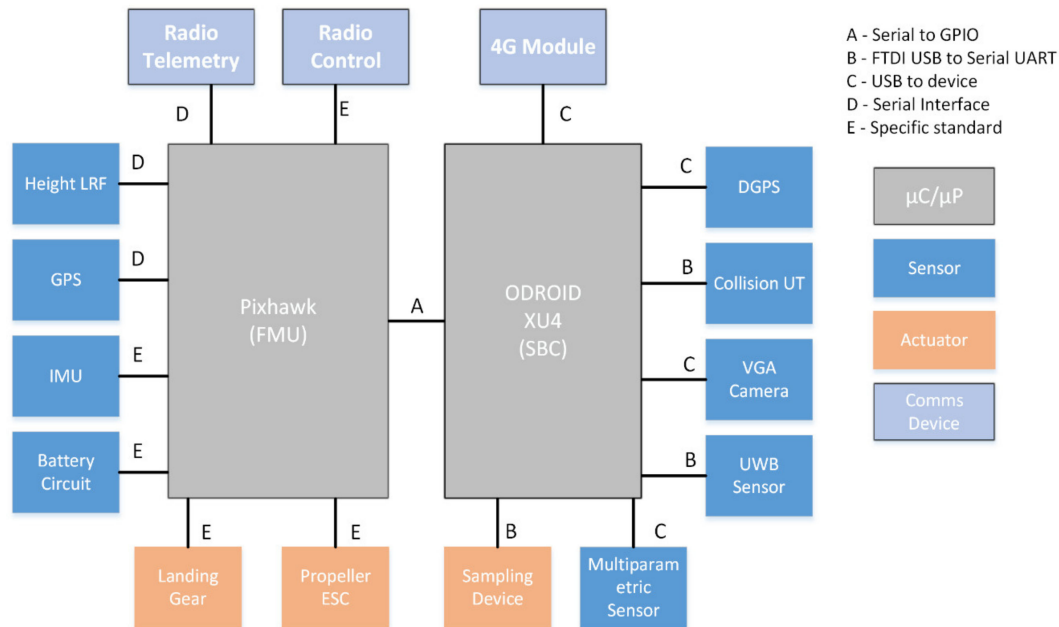 Radio
Telemetry
Radio
Control
4G Module
A - Serial to GPIO
B - FTDI USB to Serial UART
C - USB to device
D - Serial Interface
E - Specific standard
D
E
C
Height LRF
D
GPS
D
IMU
E
Battery
Circuit
E
Pixhawk
(FMU)
A
ODROID
XU4
(SBC)
C
DGPS
B
Collision UT
C
VGA
Camera
B
UWB
Sensor
E
E
B
C
Landing
Gear
Propeller
ESC
Sampling
Device
Multiparam
etric
Sensor
μC/μP
Sensor
Actuator
Comms
Device